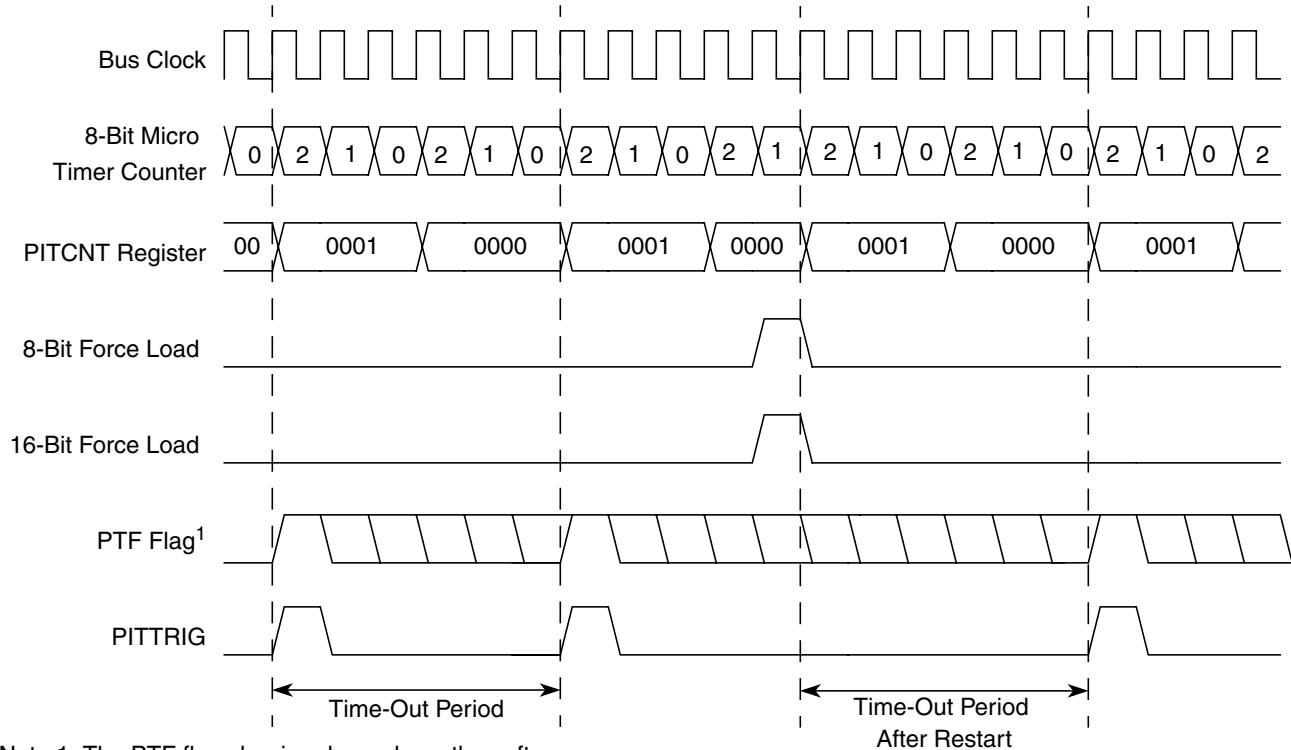 Bus Clock
8-Bit Micro
Timer Counter
0 2 1 0 2 1 0 2 1 0 2 1 2 1 0 2 1 0 2 1 0 2
PITCNT Register
00 0001 0000 0001 0000 0001 0000 0001
8-Bit Force Load
16-Bit Force Load
PTF Flag1
PITTRIG
Time-Out Period
Time-Out Period
After Restart